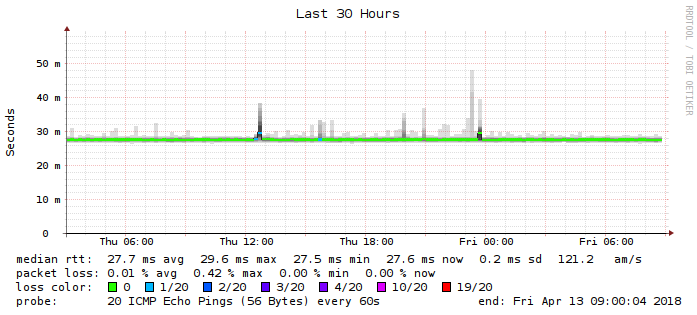 Last 30 Hours
RRDTOOL / TOBI OETIKER
Seconds
50 m
40 m
30 m
20 m
10 m
0
Thu 06:00 Thu 12:00 Thu 18:00 Fri 00:00 Fri 06:00
median rtt: 27.7 ms avg 29.6 ms max 27.5 ms min 27.6 ms now 0.2 ms sd 121.2 am/s
packet loss: 0.01 % avg 0.42 % max 0.00 % min 0.00 % now
loss color: 0 1/20 2/20 3/20 4/20 10/20 19/20
probe: 20 ICMP Echo Pings (56 Bytes) every 60s end: Fri Apr 13 09:00:04 2018